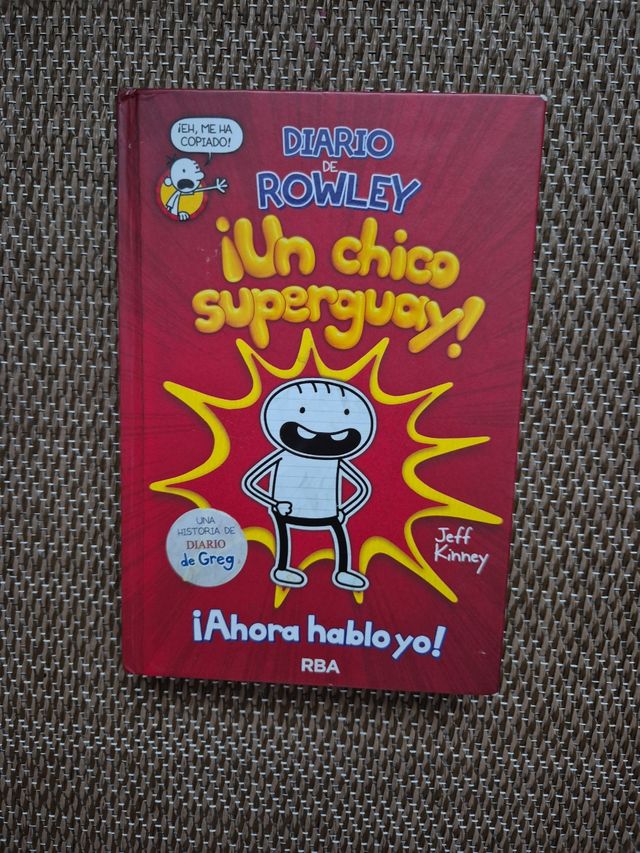 ¡EH, ME HA
COPIADO!
DIARIO
DE
ROWLEY
¡Un chico
superguay!
UNA
HISTORIA DE
DIARIO
de Greg
Jeff
Kinney
¡Ahora hablo yo!
RBA